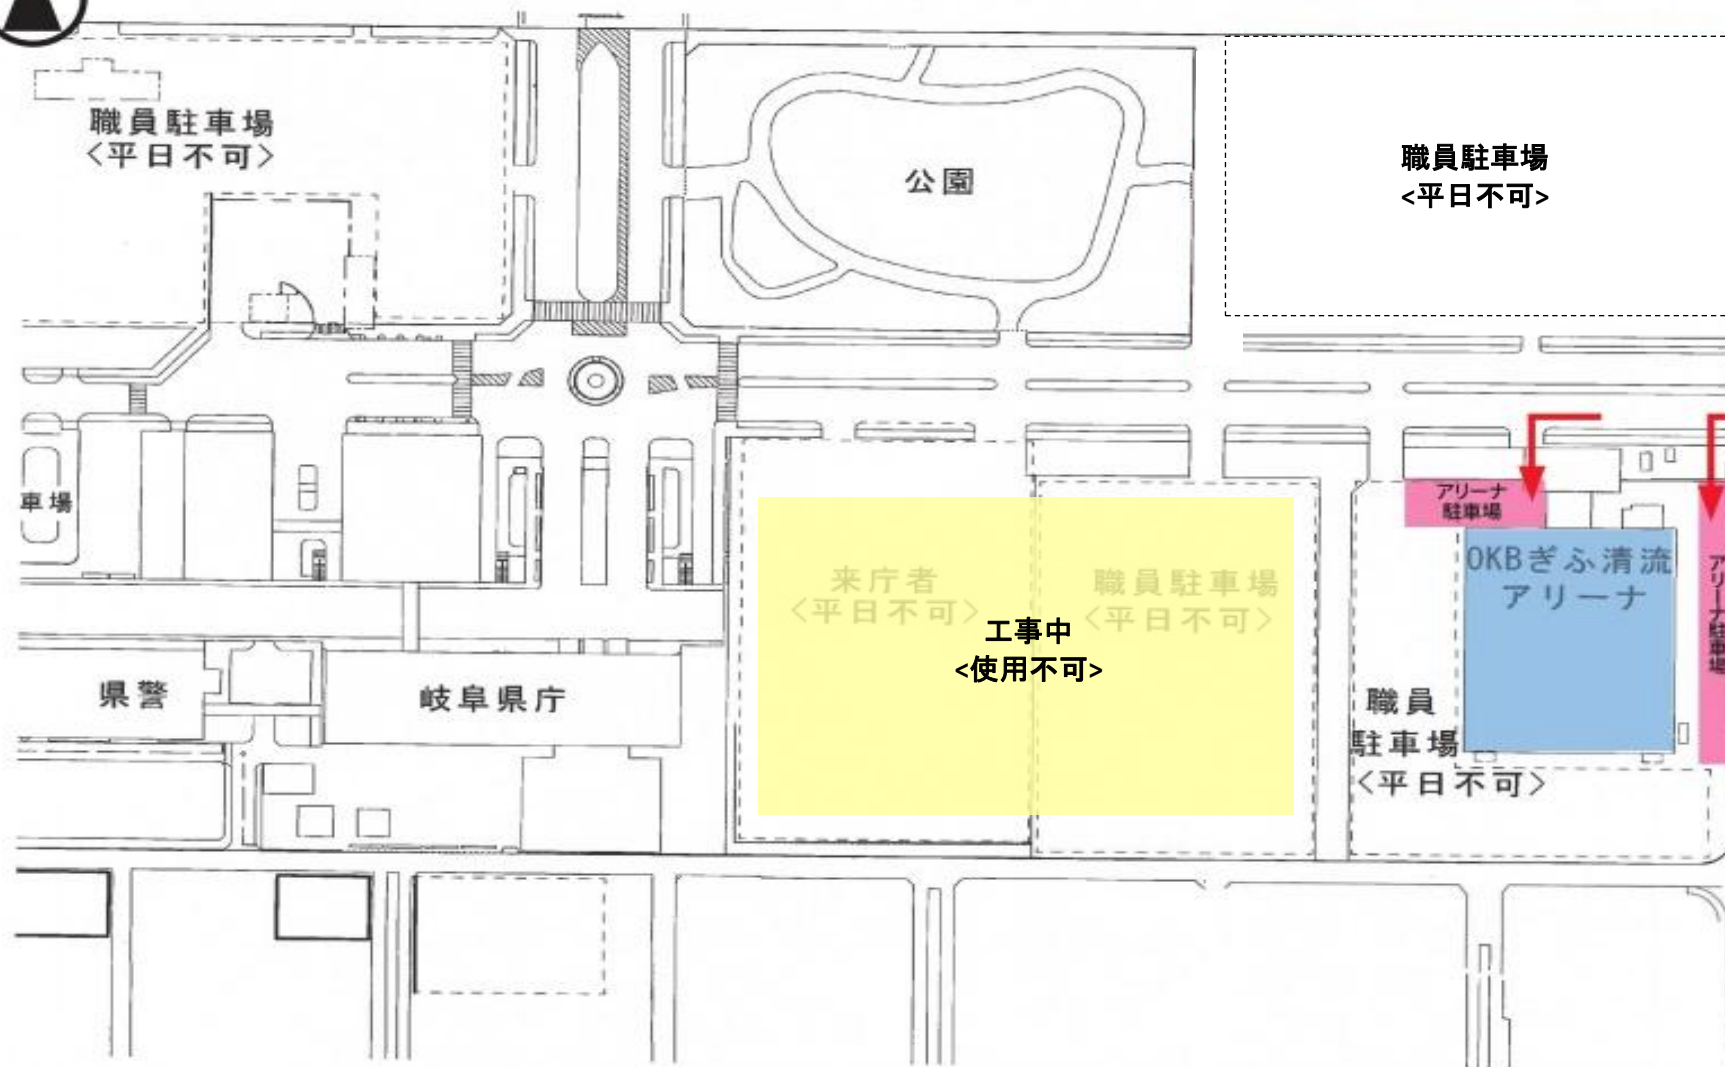 職員駐車場
〈平日不可〉
公園
職員駐車場
<平日不可>
車場
アリーナ
駐車場
OKBぎふ清流
アリーナ
アリーナ駐車場
来庁者
〈平日不可〉
職員駐車場
〈平日不可〉
工事中
<使用不可>
県警
岐阜県庁
職員
駐車場
〈平日不可〉